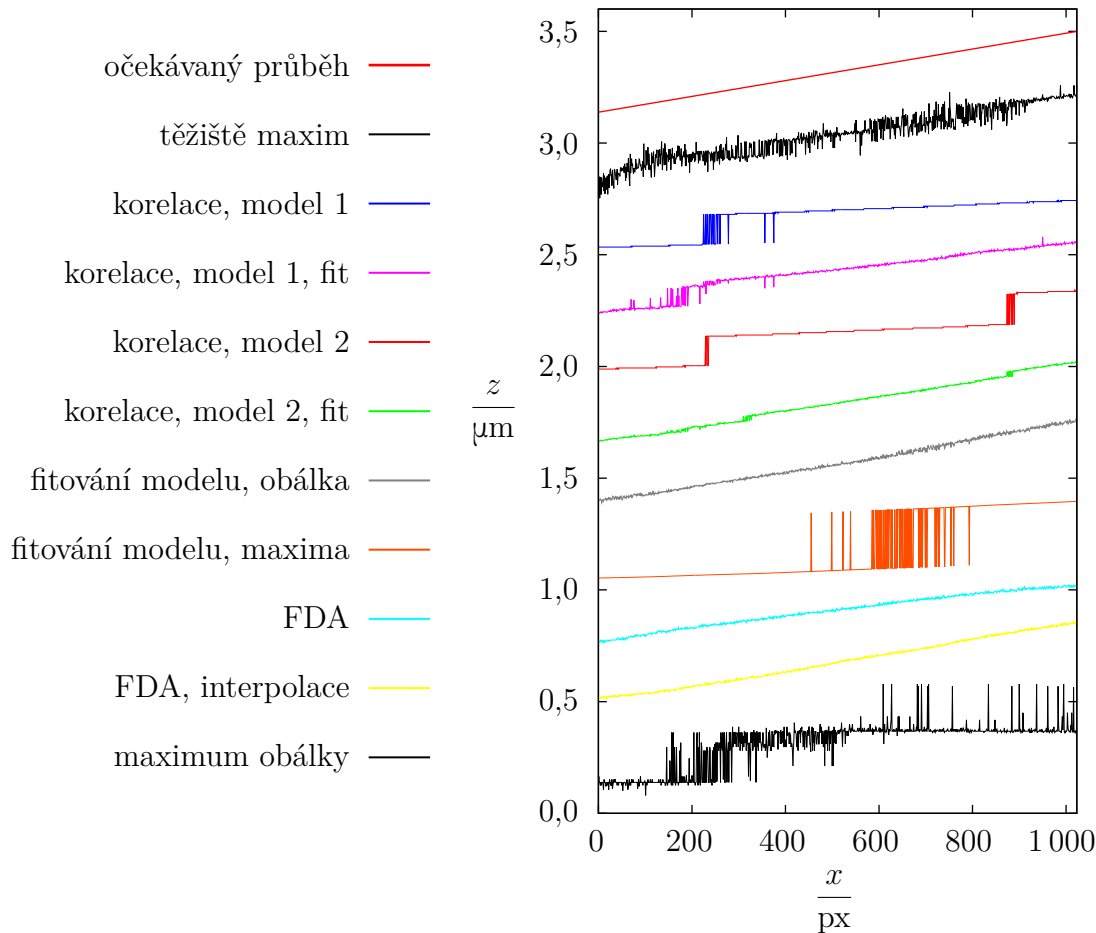 očekávaný průběh
těžiště maxim
korelace, model 1
korelace, model 1, fit
korelace, model 2
korelace, model 2, fit
fitování modelu, obálka
fitování modelu, maxima
FDA
FDA, interpolace
maximum obálky
z
μm
3,5
3,0
2,5
2,0
1,5
1,0
0,5
0,0
0 200 400 600 800 1 000
x
px